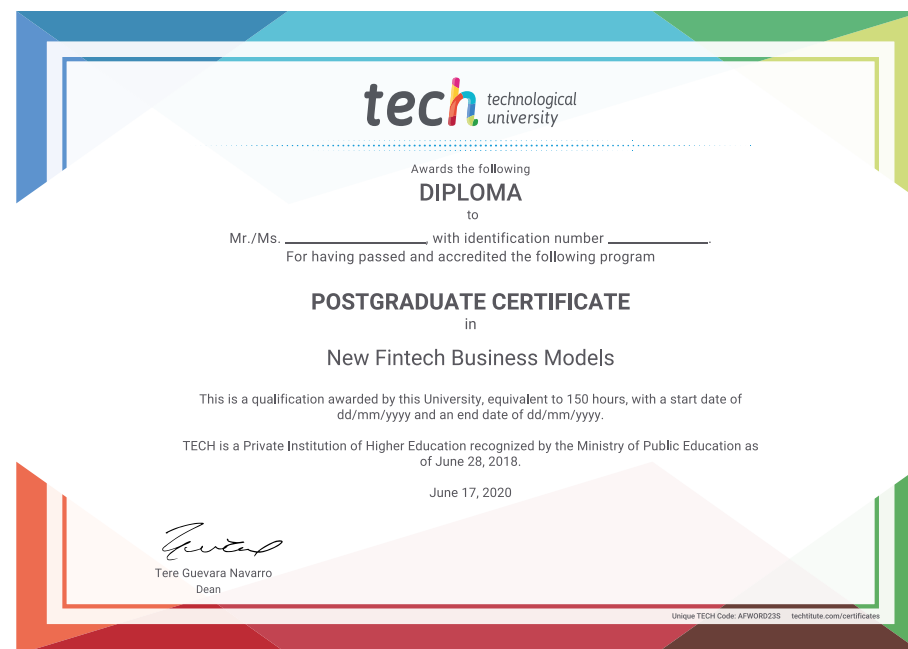 tech technological
university
Awards the following
DIPLOMA
to
Mr./Ms. ____________________, with identification number ______________.
For having passed and accredited the following program
POSTGRADUATE CERTIFICATE
in
New Fintech Business Models
This is a qualification awarded by this University, equivalent to 150 hours, with a start date of
dd/mm/yyyy and an end date of dd/mm/yyyy.
TECH is a Private Institution of Higher Education recognized by the Ministry of Public Education as
of June 28, 2018.
June 17, 2020
Tere Guevara Navarro
Dean
Unique TECH Code: AFWORD23S techtitute.com/certificates